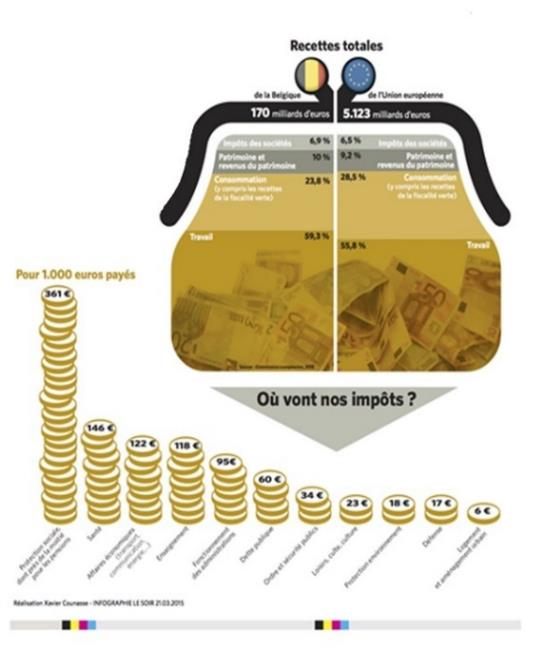 Recettes totales
de la Belgique
de l'Union européenne
170 milliards d'euros
5.123 milliards d'euros
Impôts des sociétés
6,9 %
6,5 %
Impôts des sociétés
Patrimoine et
revenus du patrimoine
10 %
9,2 %
Patrimoine et
revenus du patrimoine
Consommation
(y compris les recettes
de la fiscalité verte)
23,8 %
28,5 %
Consommation
(y compris les recettes
de la fiscalité verte)
Travail
59,3 %
55,8 %
Travail
Pour 1.000 euros payés
Où vont nos impôts ?
361 €
146 €
122 €
118 €
95€
60 €
34 €
23 €
18 €
17 €
6 €
Protection sociale,
dont près de la moitié
pour les pensions
Santé
Affaires économiques
(transport,
communication,
énergie...)
Enseignement
Fonctionnement
des administrations
Dette publique
Ordre et sécurité publics
Loisirs, culte, culture
Protection environnement
Défense
Logement
et aménagement urbain
Réalisation Xavier Counasse - INFOGRAPHIE LE SOIR 21.03.2015